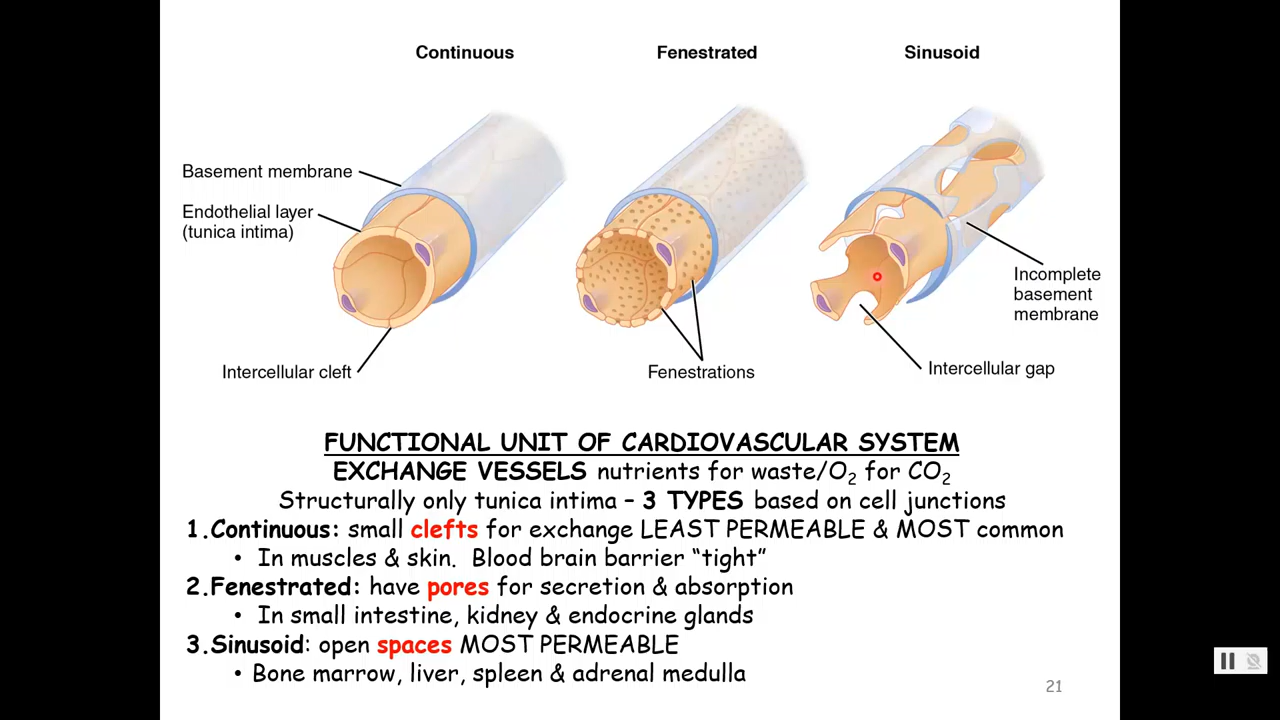 Continuous
Fenestrated
Sinusoid
Basement membrane
Endothelial layer
(tunica intima)
Intercellular cleft
Fenestrations
Incomplete
basement
membrane
Intercellular gap
FUNCTIONAL UNIT OF CARDIOVASCULAR SYSTEM
EXCHANGE VESSELS nutrients for waste/O₂ for CO₂
Structurally only tunica intima – 3 TYPES based on cell junctions
1.Continuous: small clefts for exchange LEAST PERMEABLE & MOST common
• In muscles & skin. Blood brain barrier “tight”
2.Fenestrated: have pores for secretion & absorption
• In small intestine, kidney & endocrine glands
3.Sinusoid: open spaces MOST PERMEABLE
• Bone marrow, liver, spleen & adrenal medulla
21